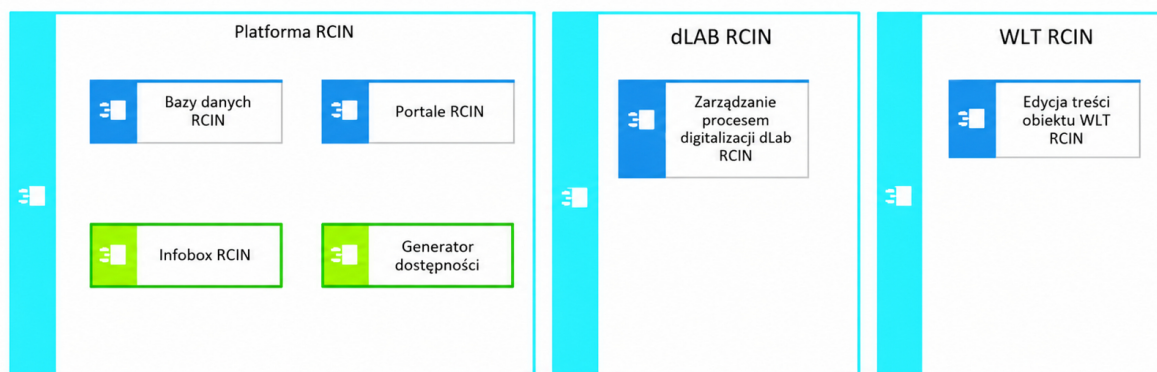 Platforma RCIN
Bazy danych
RCIN
Portale RCIN
Infobox RCIN
Generator
dostępności
dLAB RCIN
Zarządzanie
procesem
digitalizacji dLab
RCIN
WLT RCIN
Edycja treści
obiektu WLT
RCIN